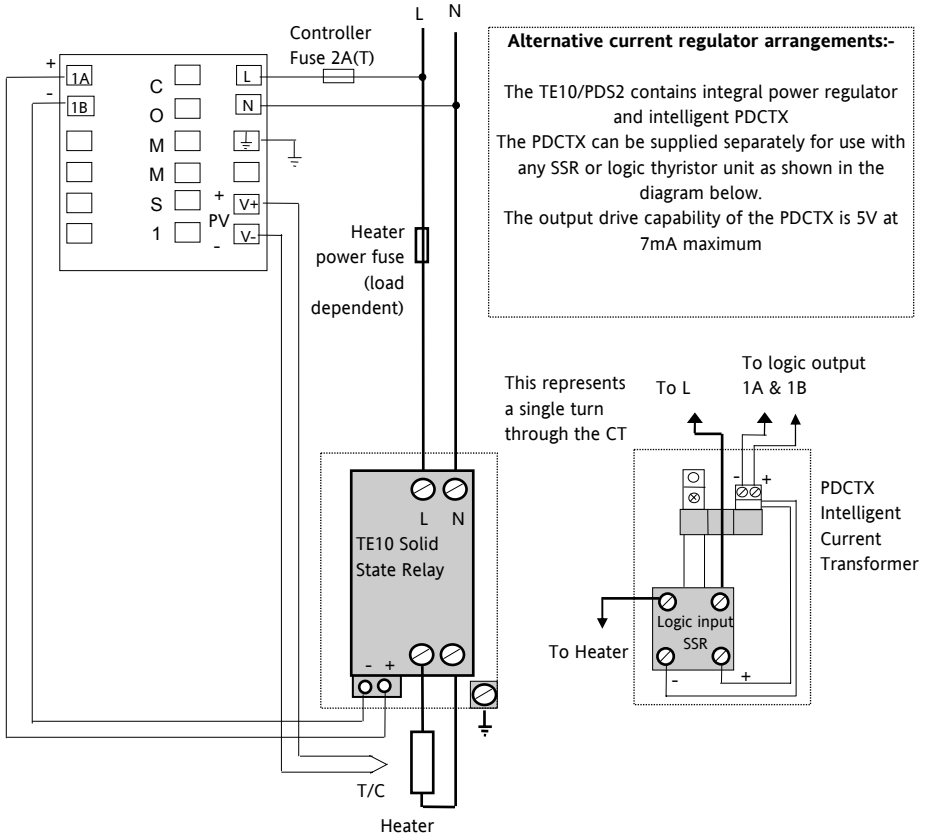 L N
Controller
Fuse 2A(T)
+
1A
-
1B
C
O
M
M
S
1
L
N
+
PV
-
V+
V-
Heater
power fuse
(load
dependent)
Alternative current regulator arrangements:-
The TE10/PDS2 contains integral power regulator
and intelligent PDCTX
The PDCTX can be supplied separately for use with
any SSR or logic thyristor unit as shown in the
diagram below.
The output drive capability of the PDCTX is 5V at
7mA maximum
L N
TE10 Solid
State Relay
- +
T/C
Heater
This represents
a single turn
through the CT
To L
To logic output
1A & 1B
- +
PDCTX
Intelligent
Current
Transformer
Logic input
SSR
To Heater
- +